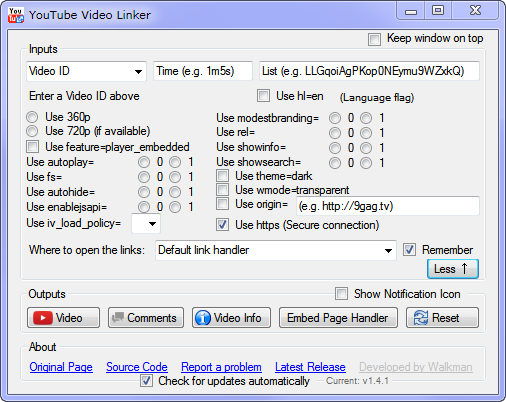 You Tube
YouTube Video Linker
Keep window on top
Inputs
Video ID
Time (e.g. 1m5s)
List (e.g. LLGqoiAgPKop0NEymu9WZxkQ)
Enter a Video ID above
Use hl=en
(Language flag)
Use 360p
Use 720p (if available)
Use feature=player_embedded
Use autoplay= 0 1
Use fs= 0 1
Use autohide= 0 1
Use enablejsapi= 0 1
Use iv_load_policy=
Use modestbranding= 0 1
Use rel= 0 1
Use showinfo= 0 1
Use showsearch= 0 1
Use theme=dark
Use wmode=transparent
Use origin= (e.g. http://9gag.tv)
Use https (Secure connection)
Where to open the links: Default link handler
Remember
Less ↑
Outputs
Show Notification Icon
Video
Comments
Video Info
Embed Page Handler
Reset
About
Original Page
Source Code
Report a problem
Latest Release
Developed by Walkman
Check for updates automatically
Current: v1.4.1